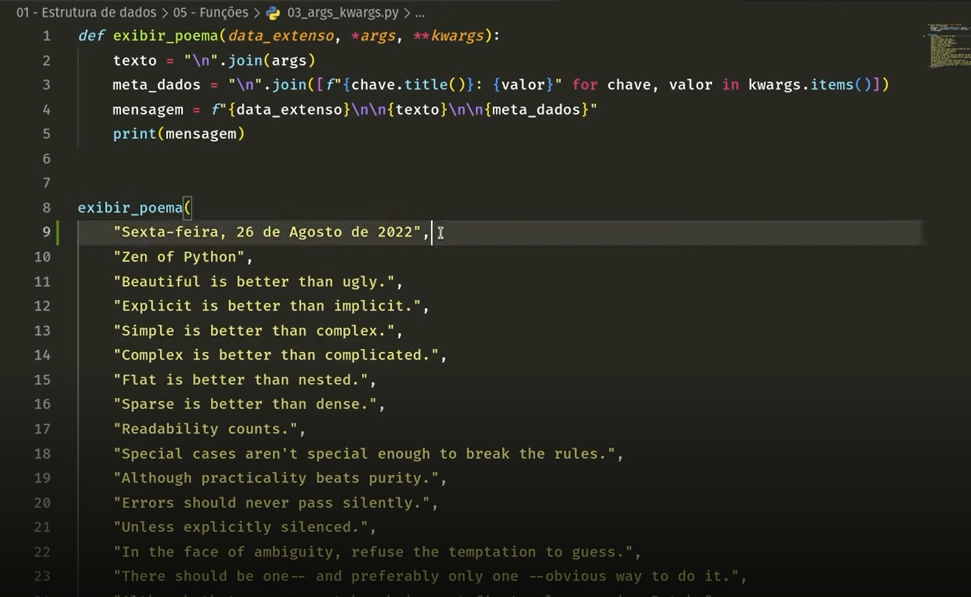 01 - Estrutura de dados > 05 - Funções > 03_args_kwargs.py > ...
1 def exibir_poema(data_extenso, *args, **kwargs):
2 texto = "\n".join(args)
3 meta_dados = "\n".join([f"{chave.title()}: {valor}" for chave, valor in kwargs.items()])
4 mensagem = f"{data_extenso}\n\n{texto}\n\n{meta_dados}"
5 print(mensagem)
6
7
8 exibir_poema(
9 "Sexta-feira, 26 de Agosto de 2022",
10 "Zen of Python",
11 "Beautiful is better than ugly.",
12 "Explicit is better than implicit.",
13 "Simple is better than complex.",
14 "Complex is better than complicated.",
15 "Flat is better than nested.",
16 "Sparse is better than dense.",
17 "Readability counts.",
18 "Special cases aren't special enough to break the rules.",
19 "Although practicality beats purity.",
20 "Errors should never pass silently.",
21 "Unless explicitly silenced.",
22 "In the face of ambiguity, refuse the temptation to guess.",
23 "There should be one-- and preferably only one --obvious way to do it.",